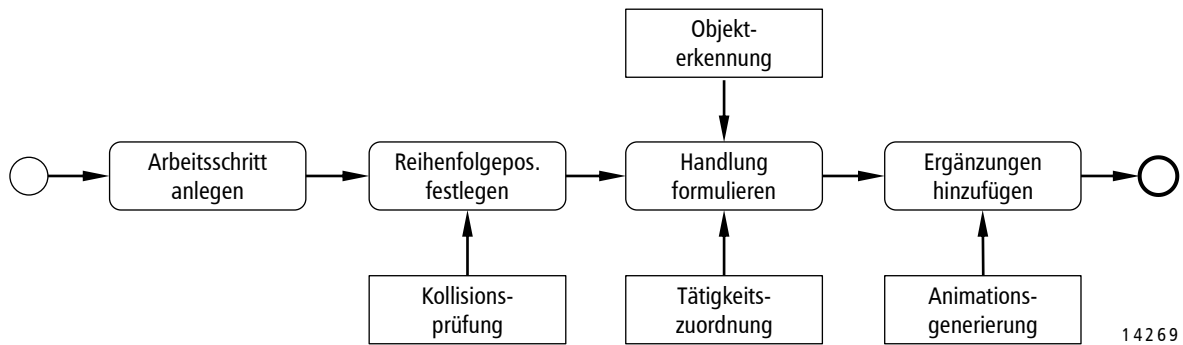 Objekt-
erkennung
Arbeitsschritt
anlegen
Reihenfolgepos.
festlegen
Handlung
formulieren
Ergänzungen
hinzufügen
Kollisions-
prüfung
Tätigkeits-
zuordnung
Animations-
generierung
14269